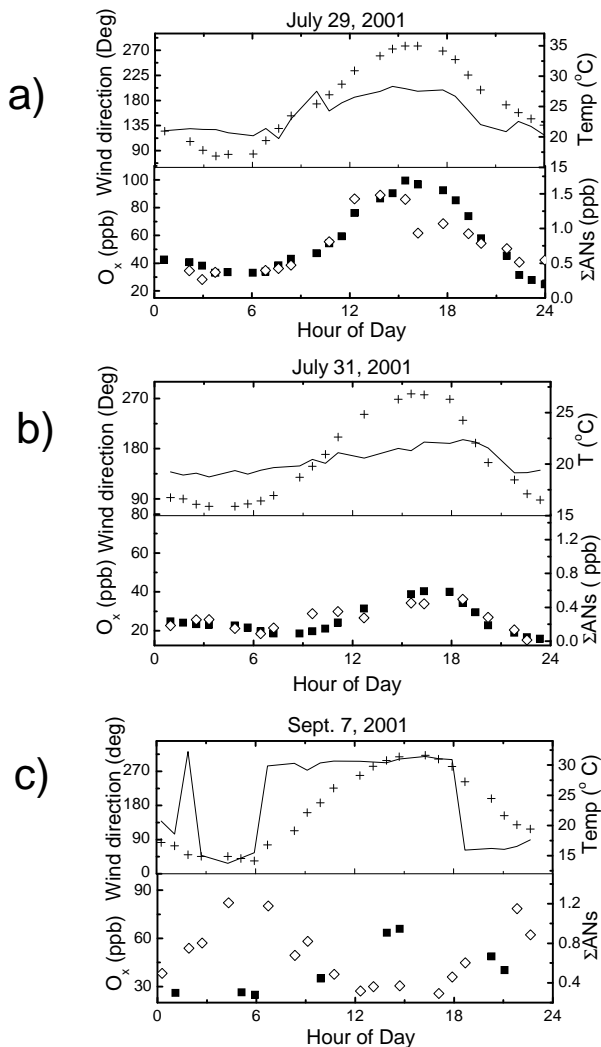 a)
July 29, 2001
Wind direction (Deg)
270
225
180
135
90
35
30
25
20
15
Temp (°C)
Oₓ (ppb)
100
80
60
40
20
1.5
1.0
0.5
0.0
ΣANs (ppb)
0 6 12 18 24
Hour of Day
b)
July 31, 2001
Wind direction (Deg)
270
180
90
25
20
15
T (°C)
Oₓ (ppb)
80
60
40
20
1.2
0.8
0.4
0.0
ΣANs ( ppb)
0 6 12 18 24
Hour of Day
c)
Sept. 7, 2001
Wind direction (deg)
270
180
90
0
30
25
20
15
Temp (° C)
Oₓ (ppb)
90
60
30
1.2
0.8
0.4
ΣANs
0 6 12 18 24
Hour of Day